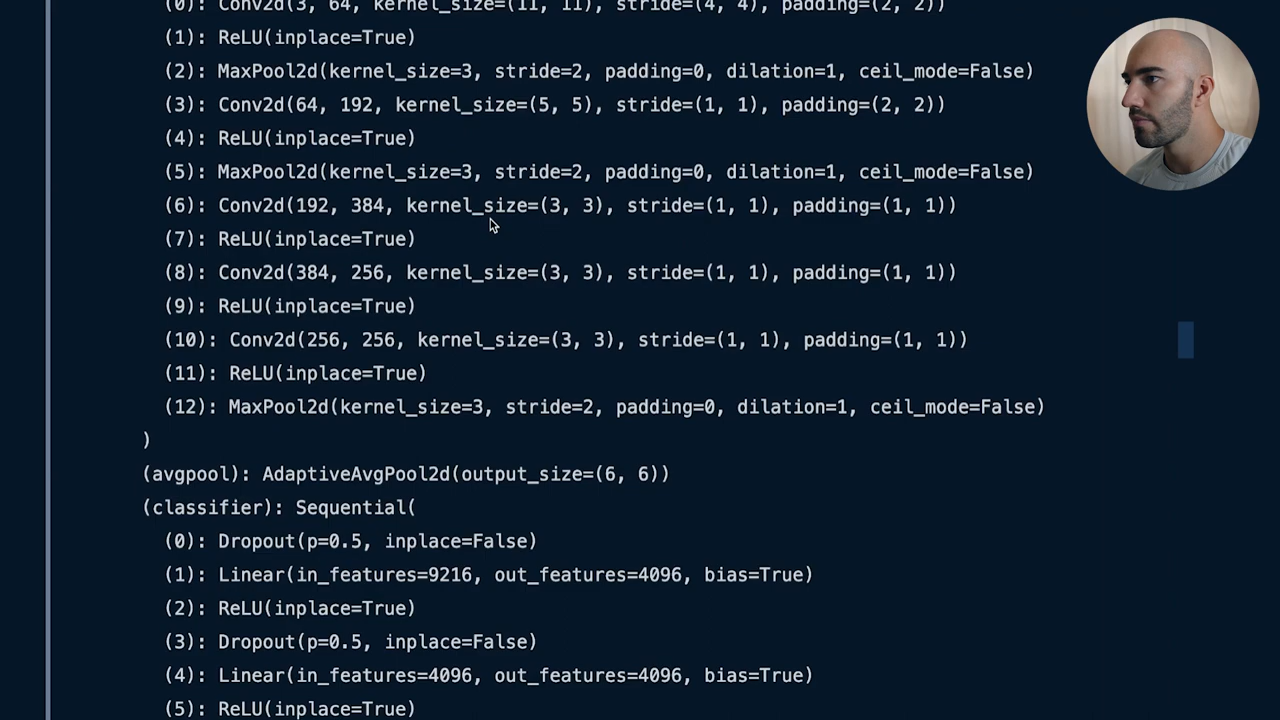 (0): Conv2d(3, 64, kernel_size=(11, 11), stride=(4, 4), padding=(2, 2))
(1): ReLU(inplace=True)
(2): MaxPool2d(kernel_size=3, stride=2, padding=0, dilation=1, ceil_mode=False)
(3): Conv2d(64, 192, kernel_size=(5, 5), stride=(1, 1), padding=(2, 2))
(4): ReLU(inplace=True)
(5): MaxPool2d(kernel_size=3, stride=2, padding=0, dilation=1, ceil_mode=False)
(6): Conv2d(192, 384, kernel_size=(3, 3), stride=(1, 1), padding=(1, 1))
(7): ReLU(inplace=True)
(8): Conv2d(384, 256, kernel_size=(3, 3), stride=(1, 1), padding=(1, 1))
(9): ReLU(inplace=True)
(10): Conv2d(256, 256, kernel_size=(3, 3), stride=(1, 1), padding=(1, 1))
(11): ReLU(inplace=True)
(12): MaxPool2d(kernel_size=3, stride=2, padding=0, dilation=1, ceil_mode=False)
)
(avgpool): AdaptiveAvgPool2d(output_size=(6, 6))
(classifier): Sequential(
(0): Dropout(p=0.5, inplace=False)
(1): Linear(in_features=9216, out_features=4096, bias=True)
(2): ReLU(inplace=True)
(3): Dropout(p=0.5, inplace=False)
(4): Linear(in_features=4096, out_features=4096, bias=True)
(5): ReLU(inplace=True)